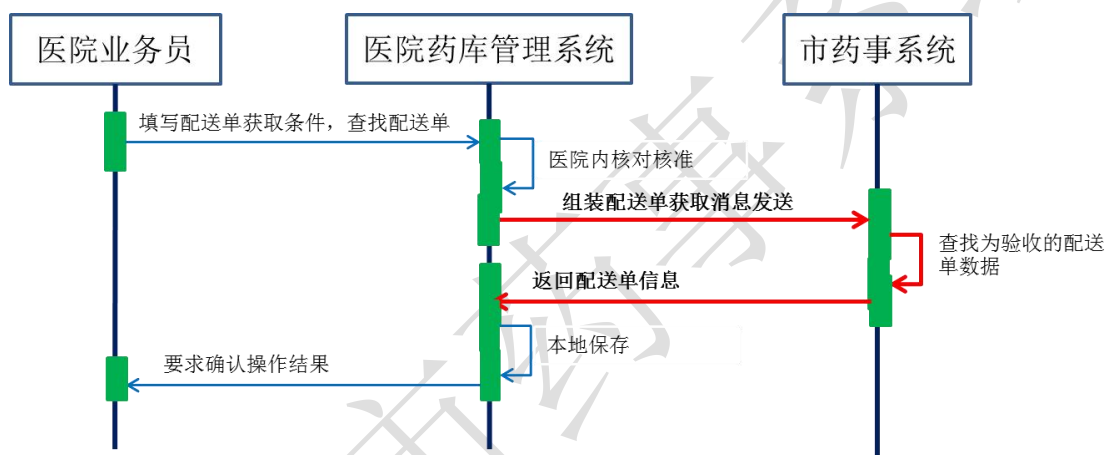 医院业务员
医院药库管理系统
市药事系统
填写配送单获取条件，查找配送单
医院内核对核准
组装配送单获取消息发送
查找为验收的配送
单数据
返回配送单信息
本地保存
要求确认操作结果
市药事系